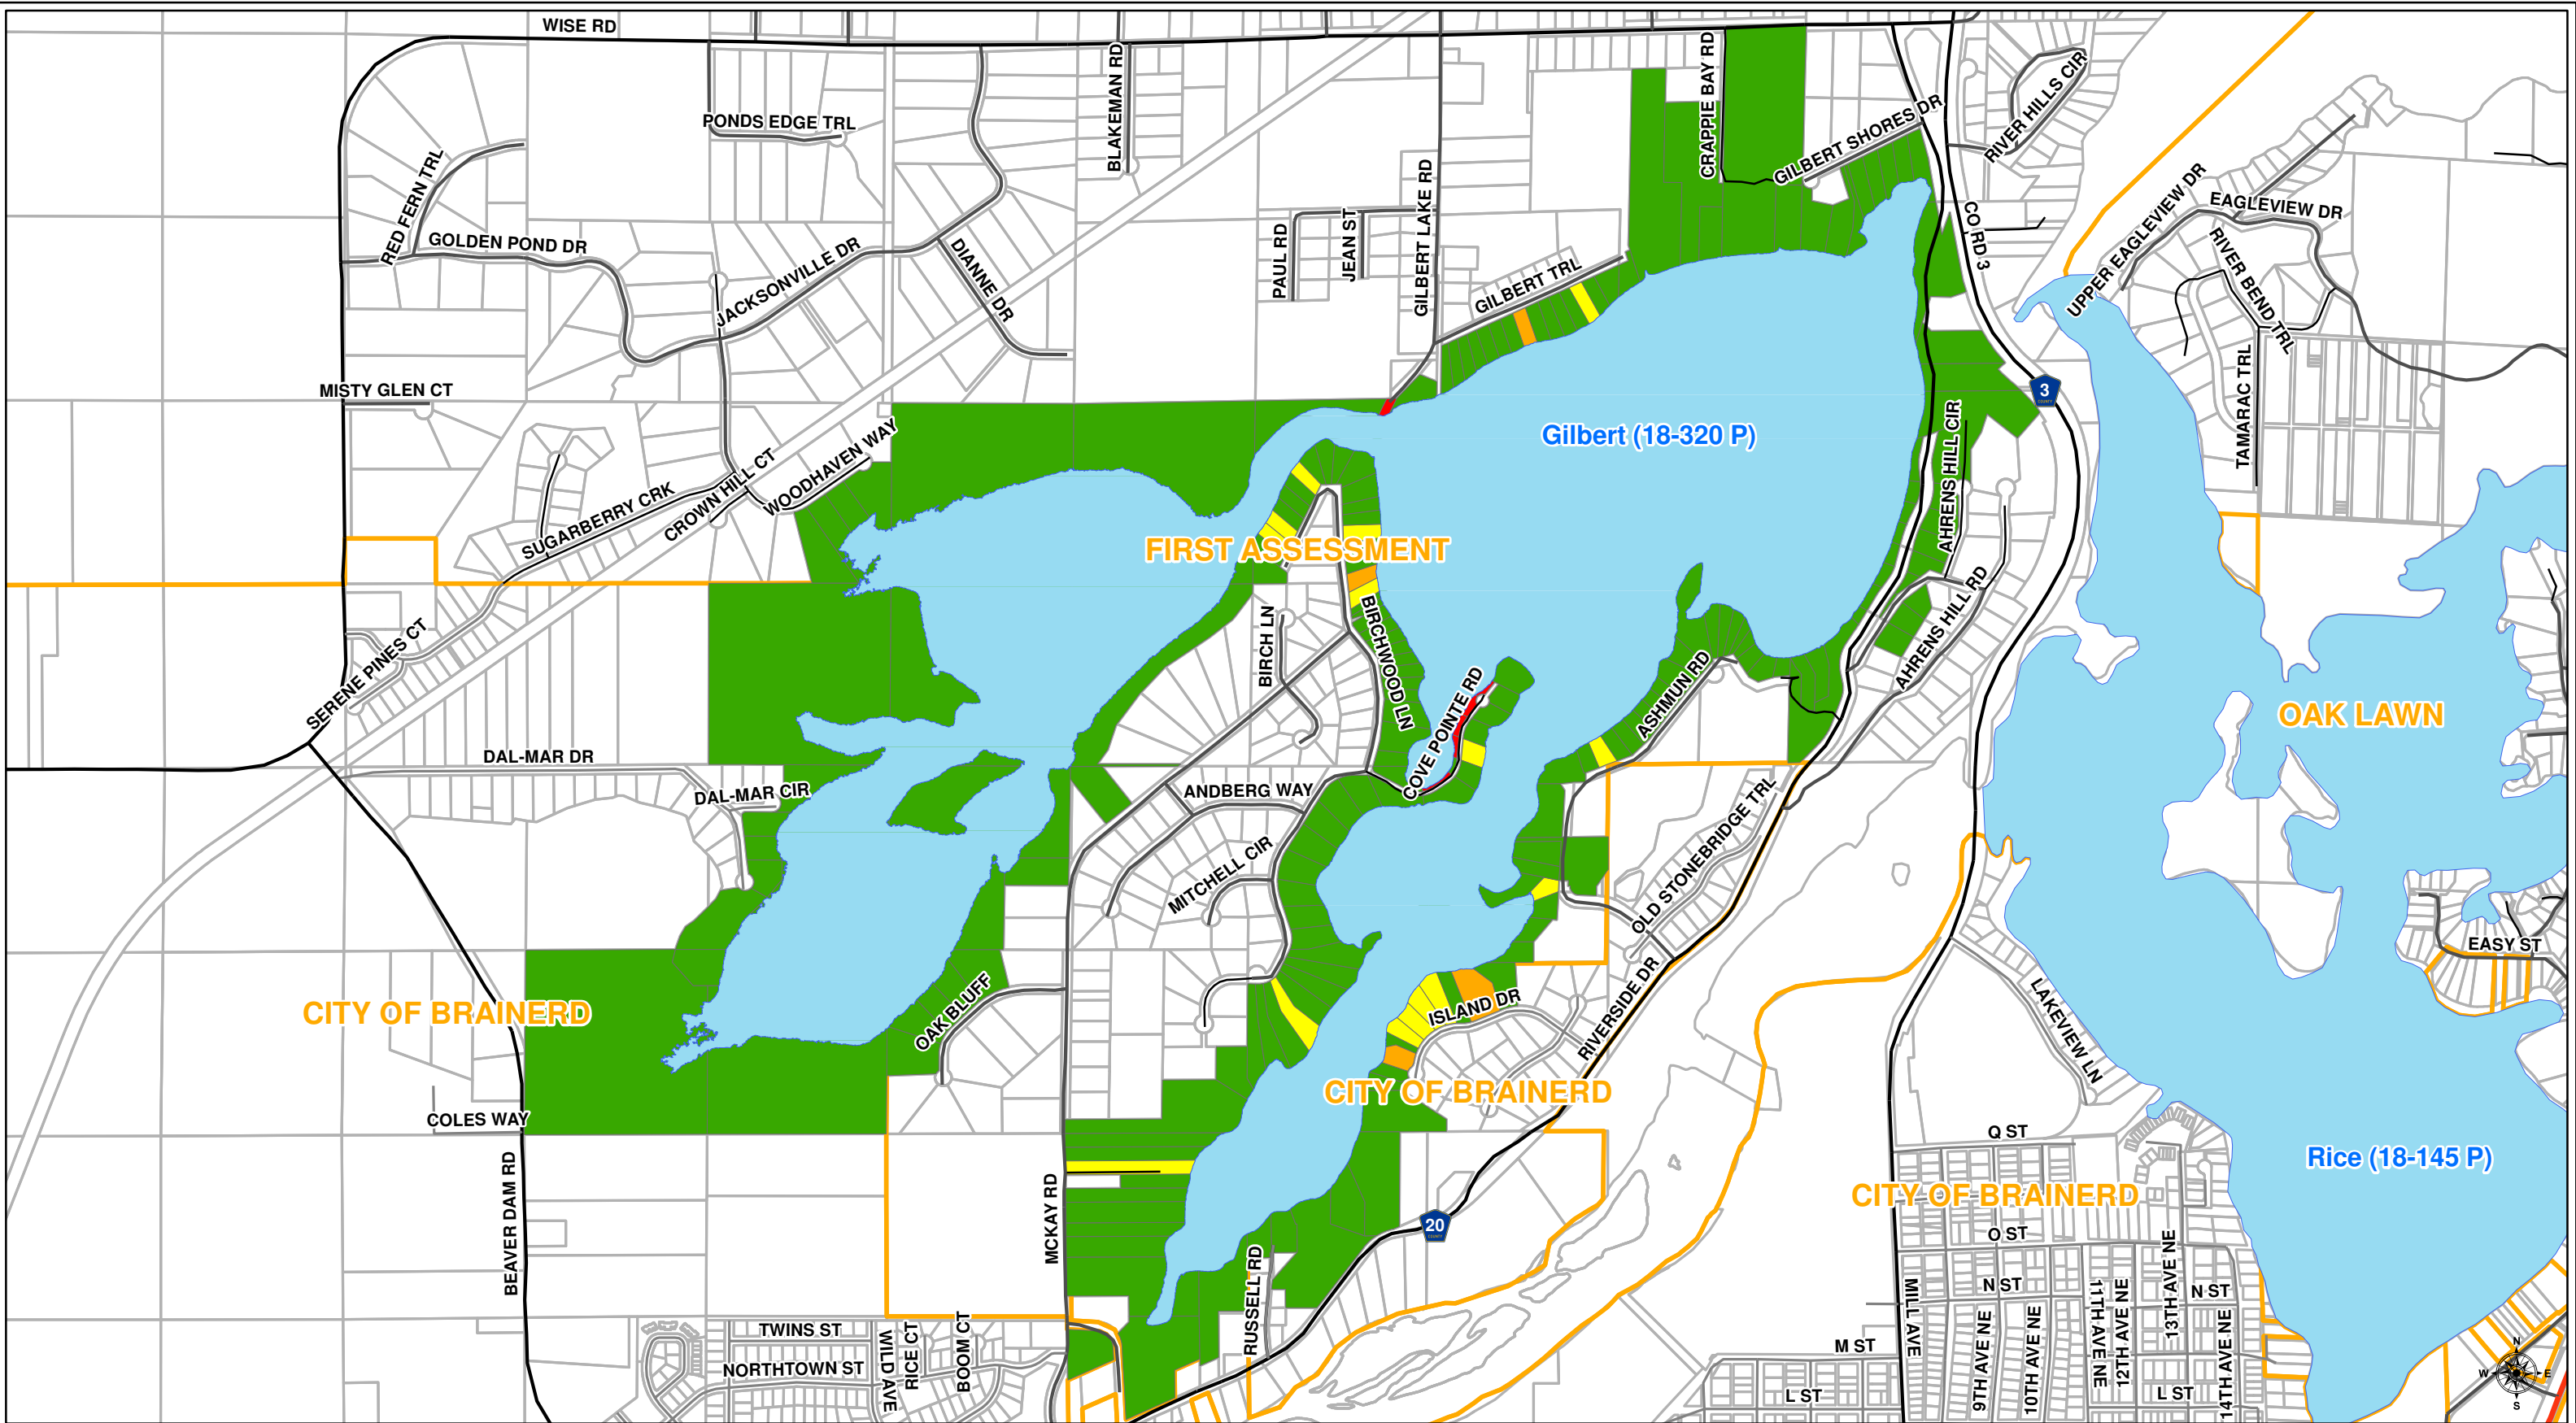 WISE RD
CRAPPIE BAY RD
BLAKEMAN RD
RIVER HILLS CIR
PONDS EDGE TRL
GILBERT SHORES DR
RED FERN TRL
GILBERT LAKE RD
UPPER EAGLEVIEW DR
EAGLEVIEW DR
GOLDEN POND DR
JACKSONVILLE DR
DIANNE DR
PAUL RD
JEAN ST
CO RD 3
RIVER BEND TRL
GILBERT TRL
MISTY GLEN CT
3
COUNTY
TAMARAC TRL
Gilbert (18-320 P)
WOODHAVEN WAY
CROWN HILL CT
SUGARBERRY CRK
AHRENS HILL CIR
FIRST ASSESSMENT
AHRENS HILL RD
BIRCH LN
BIRCHWOOD LN
SERENE PINES CT
COVE POINTE RD
ASHMUN RD
OAK LAWN
DAL-MAR DR
DAL-MAR CIR
ANDBERG WAY
OLD STONEBRIDGE TRL
MITCHELL CIR
EASY ST
CITY OF BRAINERD
OAK BLUFF
ISLAND DR
RIVERSIDE DR
LAKEVIEW LN
CITY OF BRAINERD
COLES WAY
Q ST
Rice (18-145 P)
BEAVER DAM RD
MCKAY RD
CITY OF BRAINERD
20
COUNTY
O ST
RUSSELL RD
N ST
N ST
MILL AVE
9TH AVE NE
10TH AVE NE
11TH AVE NE
12TH AVE NE
13TH AVE NE
14TH AVE NE
TWINS ST
WILD AVE
RICE CT
BOOM CT
NORTHTOWN ST
M ST
L ST
L ST
N
W
E
S